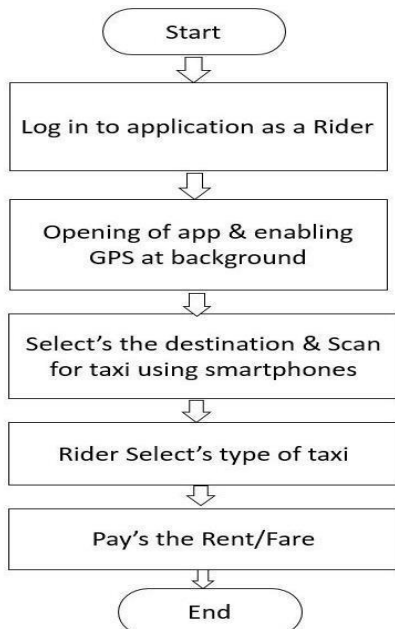 Start
Log in to application as a Rider
Opening of app & enabling
GPS at background
Select's the destination & Scan
for taxi using smartphones
Rider Select's type of taxi
Pay's the Rent/Fare
End